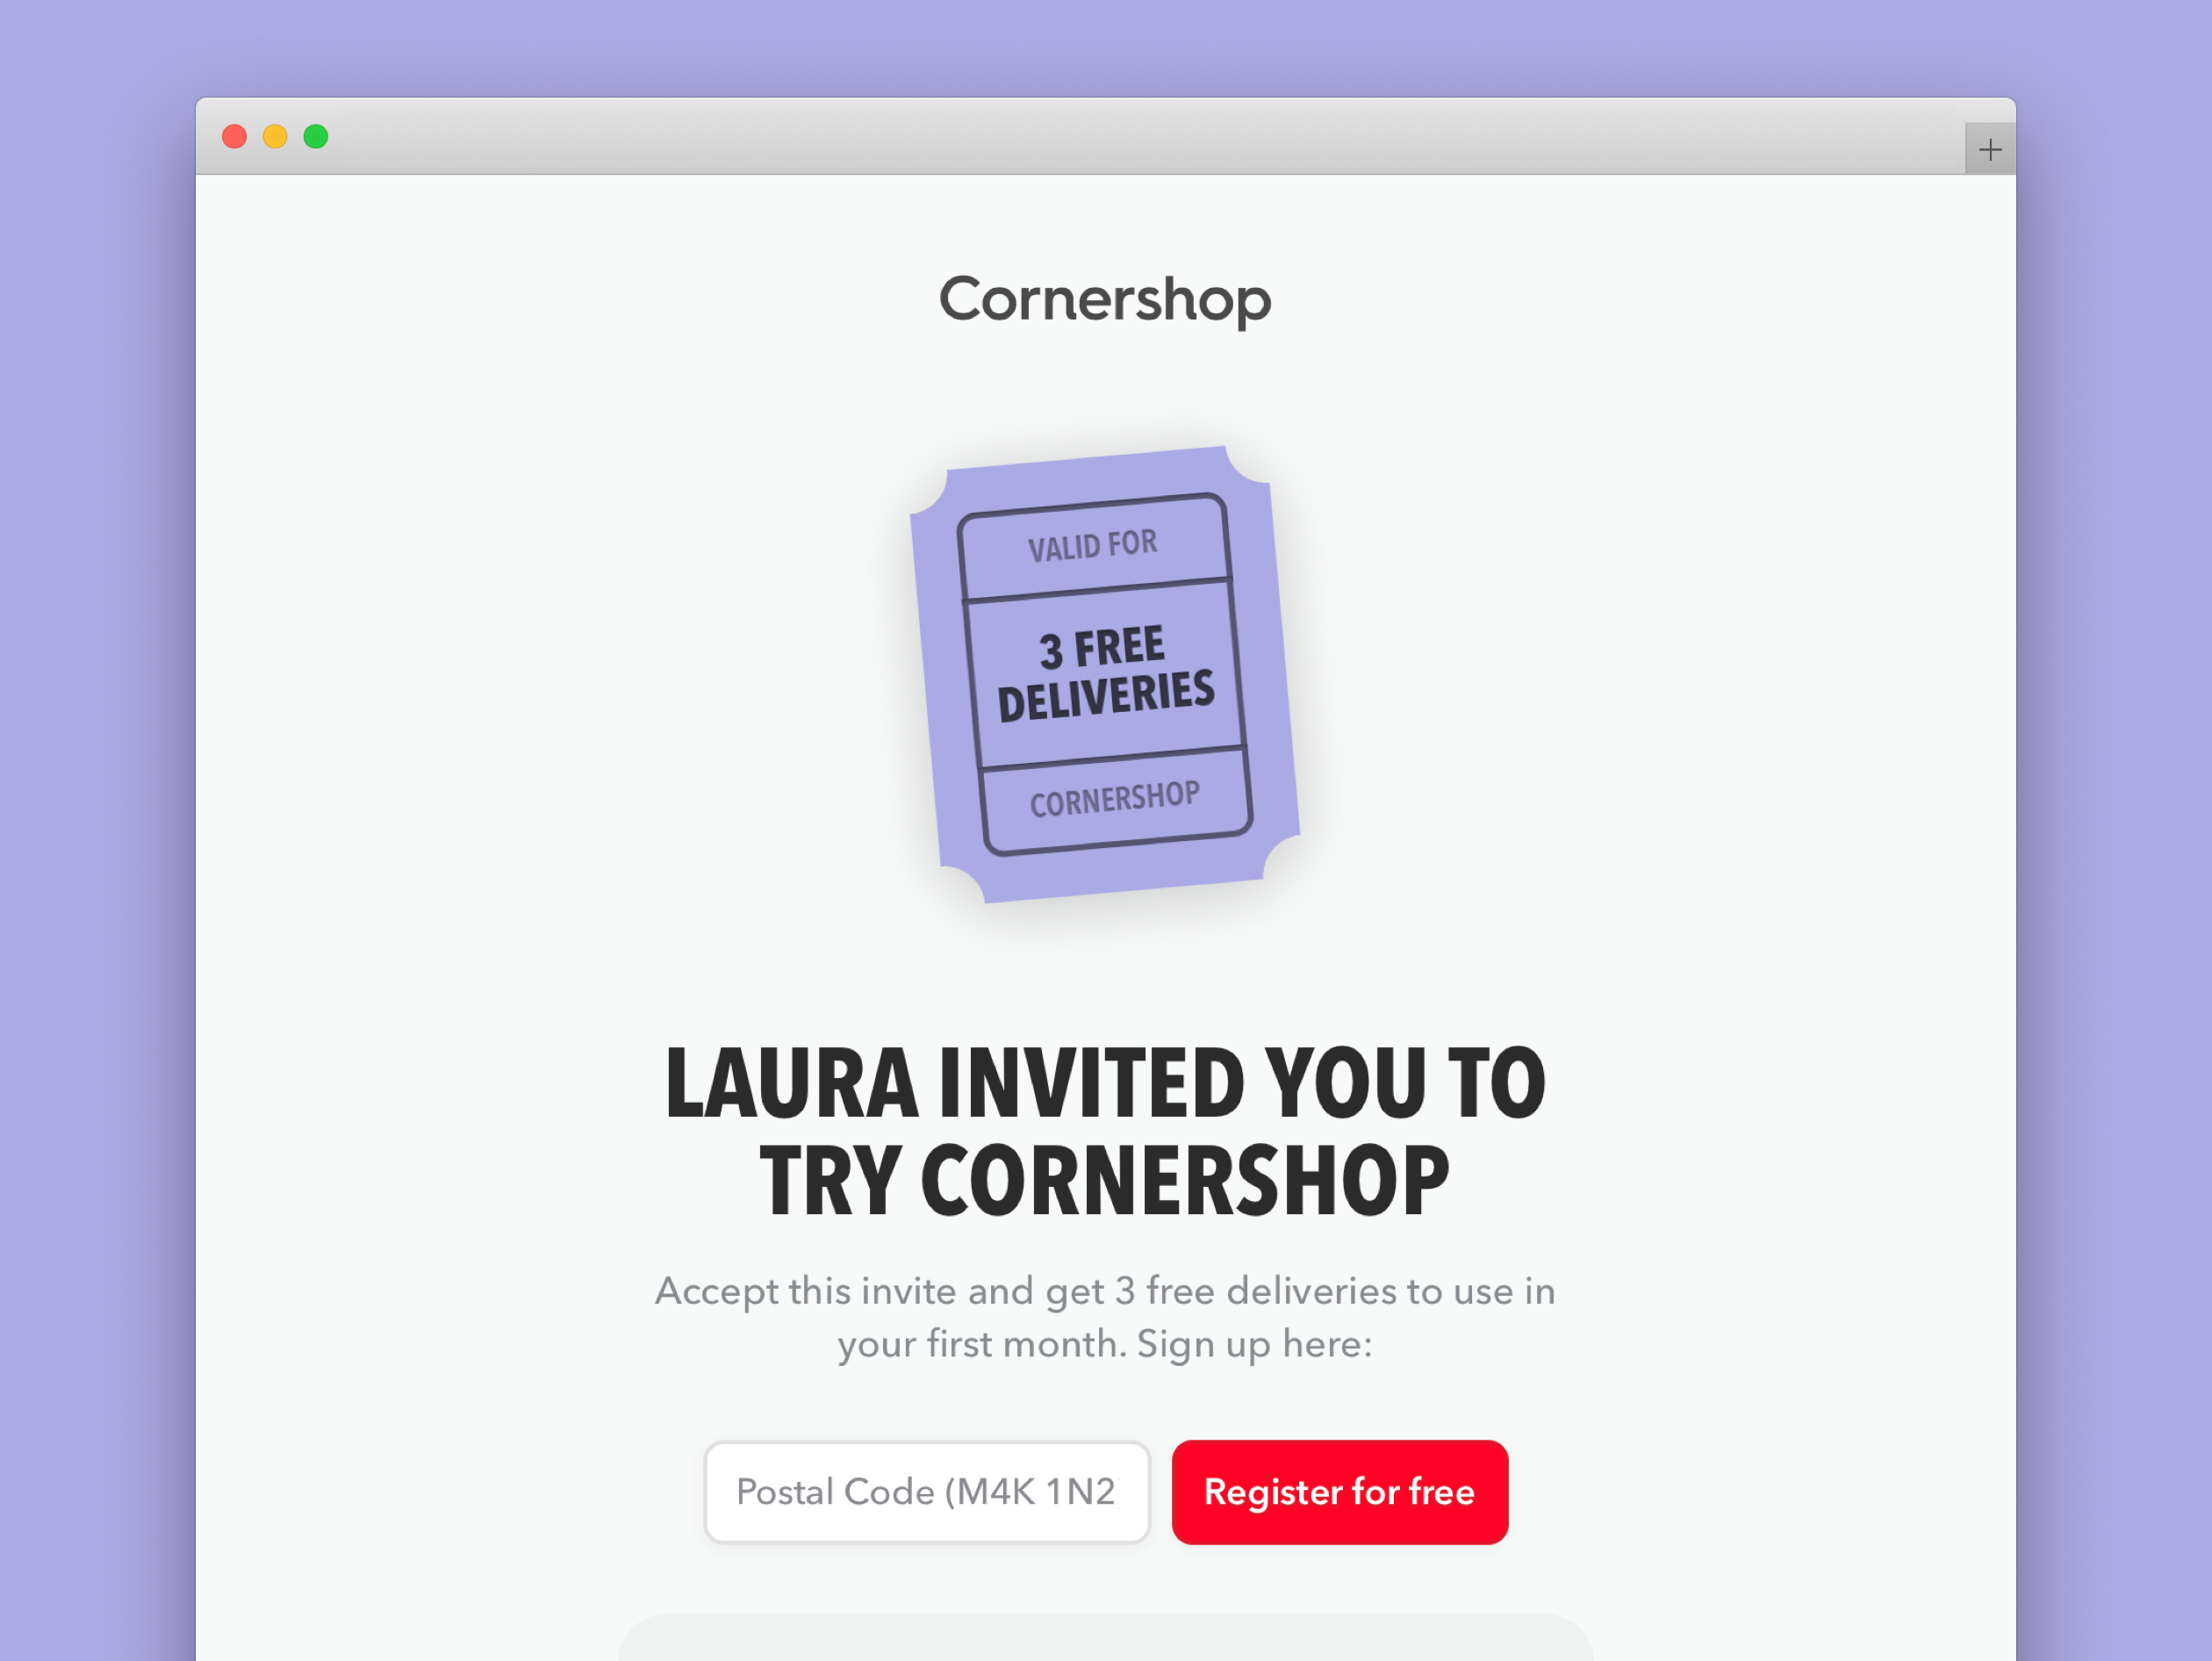 Cornershop
VALID FOR
3 FREE
DELIVERIES
CORNERSHOP
LAURA INVITED YOU TO
TRY CORNERSHOP
Accept this invite and get 3 free deliveries to use in
your first month. Sign up here:
Postal Code (M4K 1N2
Register for free